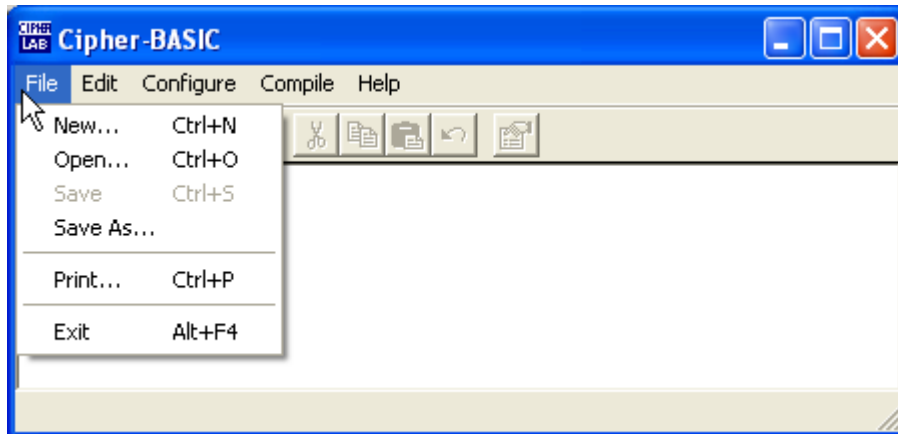 CIPHER LAB Cipher-BASIC
File Edit Configure Compile Help
New... Ctrl+N
Open... Ctrl+O
Save Ctrl+S
Save As...
Print... Ctrl+P
Exit Alt+F4